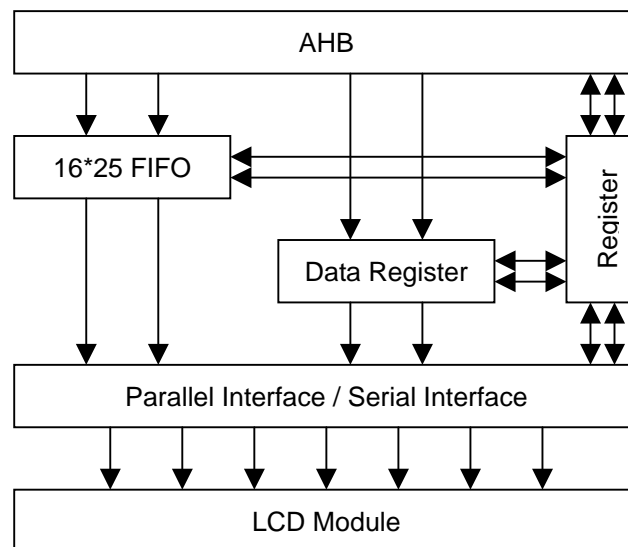 AHB
16*25 FIFO
Register
Data Register
Parallel Interface / Serial Interface
LCD Module